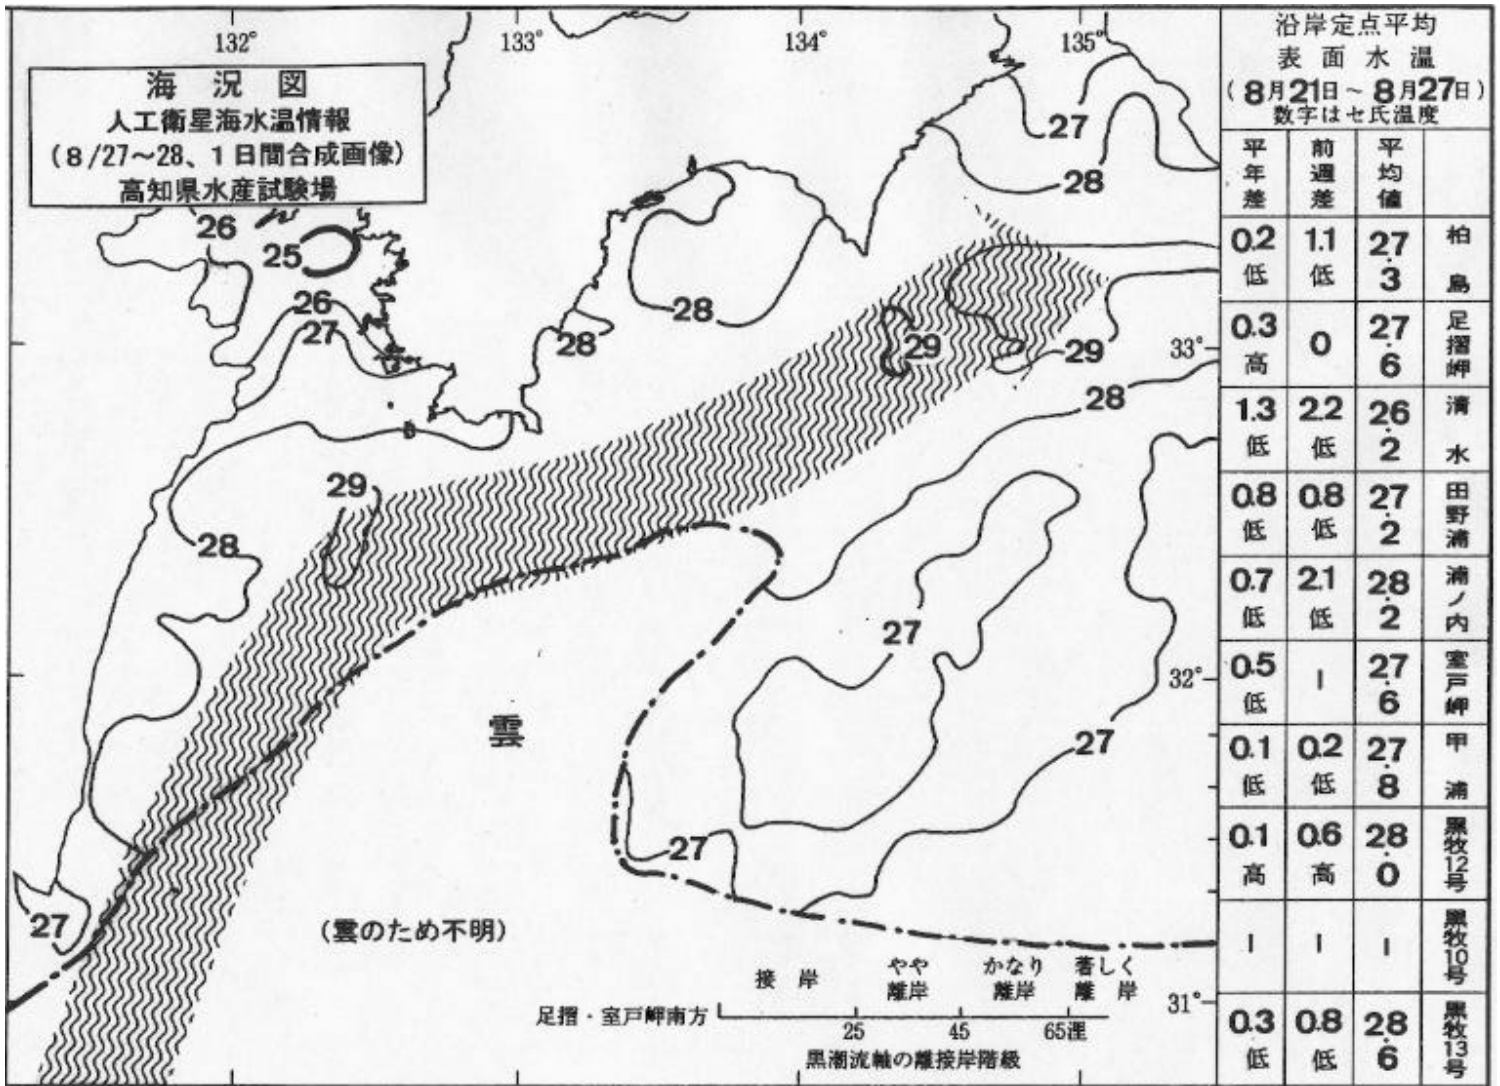 132°
133°
134°
135°
海況図
人工衛星海水温情報
(8/27～28、1日間合成画像)
高知県水産試験場
26
25
26
27
28
28
27
28
29
29
28
33°
29
28
27
32°
27
雲
27
27
(雲のため不明)
接岸
やや離岸
かなり離岸
著しく離岸
31°
足摺・室戸岬南方
25
45
65浬
黒潮流軸の離接岸階級
沿岸定点平均
表面水温
(8月21日～8月27日)
数字はセ氏温度
平年差 前週差 平均値
0.2低 1.1低 27.3 柏島
0.3高 0 27.6 足摺岬
1.3低 2.2低 26.2 清水
0.8低 0.8低 27.2 田野浦
0.7低 2.1低 28.2 浦ノ内
0.5低 － 27.6 室戸岬
0.1低 0.2低 27.8 甲浦
0.1高 0.6高 28.0 黒牧12号
－ － － 黒牧10号
0.3低 0.8低 28.6 黒牧13号